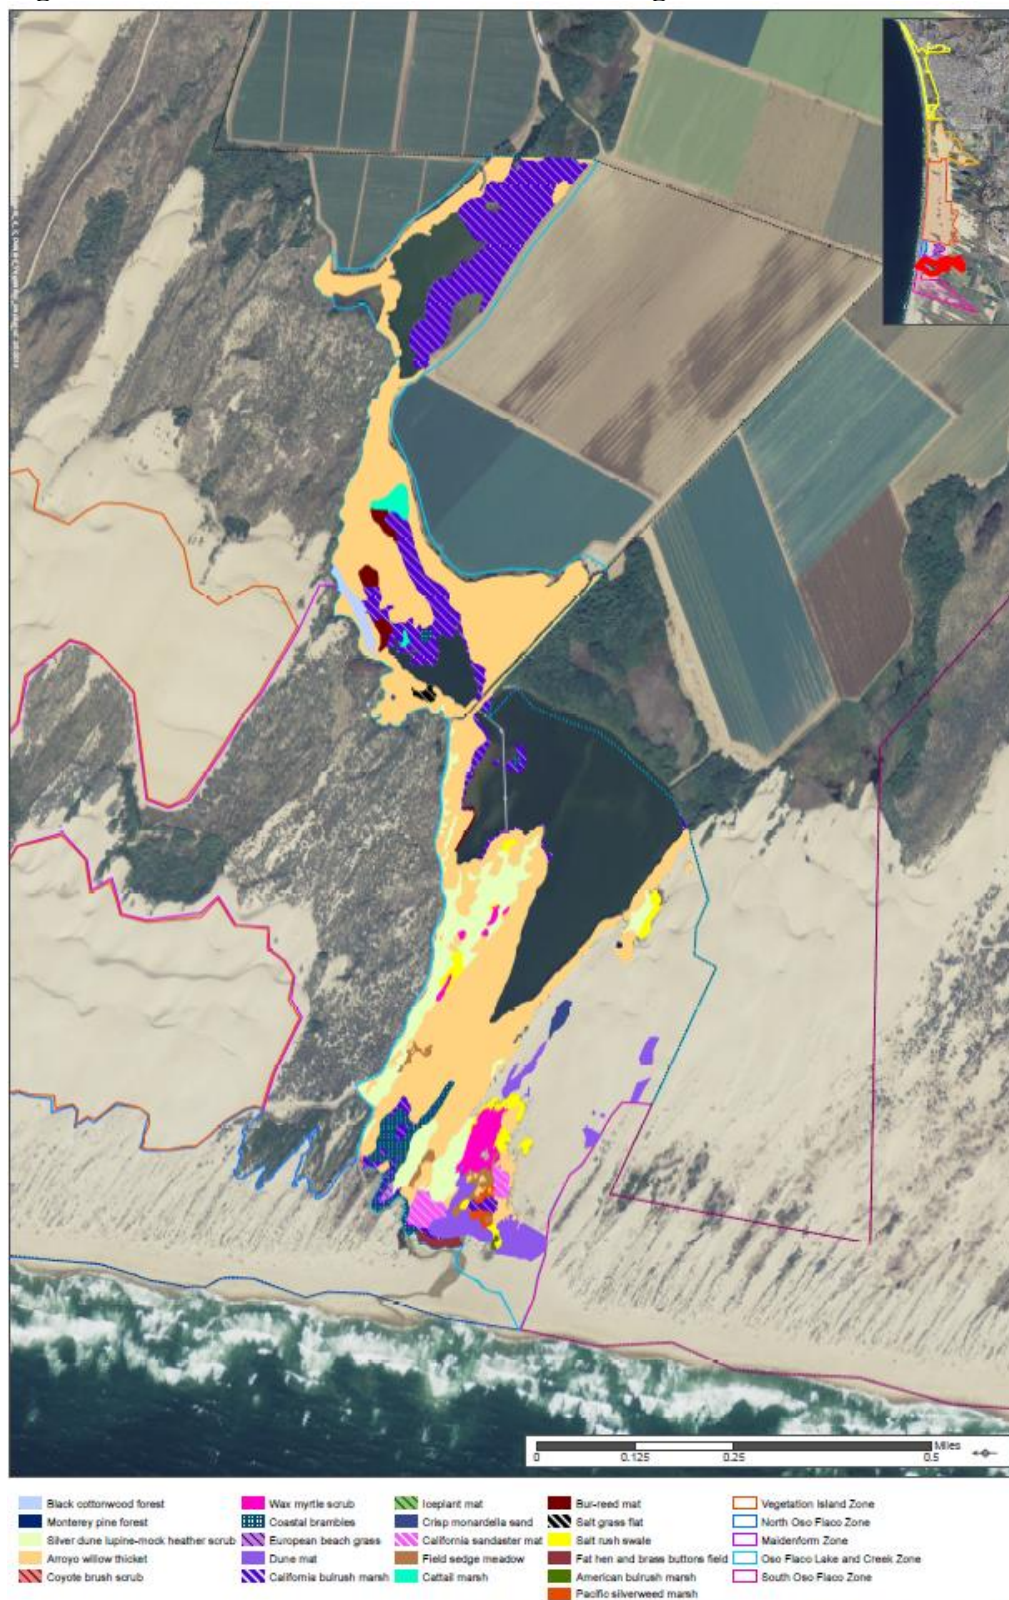 Miles
0 0.125 0.25 0.5
Black cottonwood forest
Monterey pine forest
Silver dune lupine-mock heather scrub
Arroyo willow thicket
Coyote brush scrub
Wax myrtle scrub
Coastal brambles
European beach grass
Dune mat
California bulrush marsh
Iceplant mat
Crisp monardella sand
California sandaster mat
Field sedge meadow
Cattail marsh
Bur-reed mat
Salt grass flat
Salt rush swale
Fat hen and brass buttons field
American bulrush marsh
Pacific silverweed marsh
Vegetation Island Zone
North Oso Flaco Zone
Maidenform Zone
Oso Flaco Lake and Creek Zone
South Oso Flaco Zone